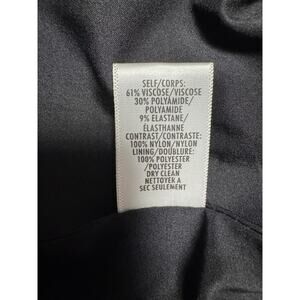 SELF/CORPS:
61% VISCOSE/VISCOSE
30% POLYAMIDE/
POLYAMIDE
9% ELASTANE/
ÉLASTHANNE
CONTRAST/CONTRASTE:
100% NYLON/NYLON
LINING/DOUBLURE:
100% POLYESTER
/POLYESTER
DRY CLEAN
NETTOYER A
SEC SEULEMENT